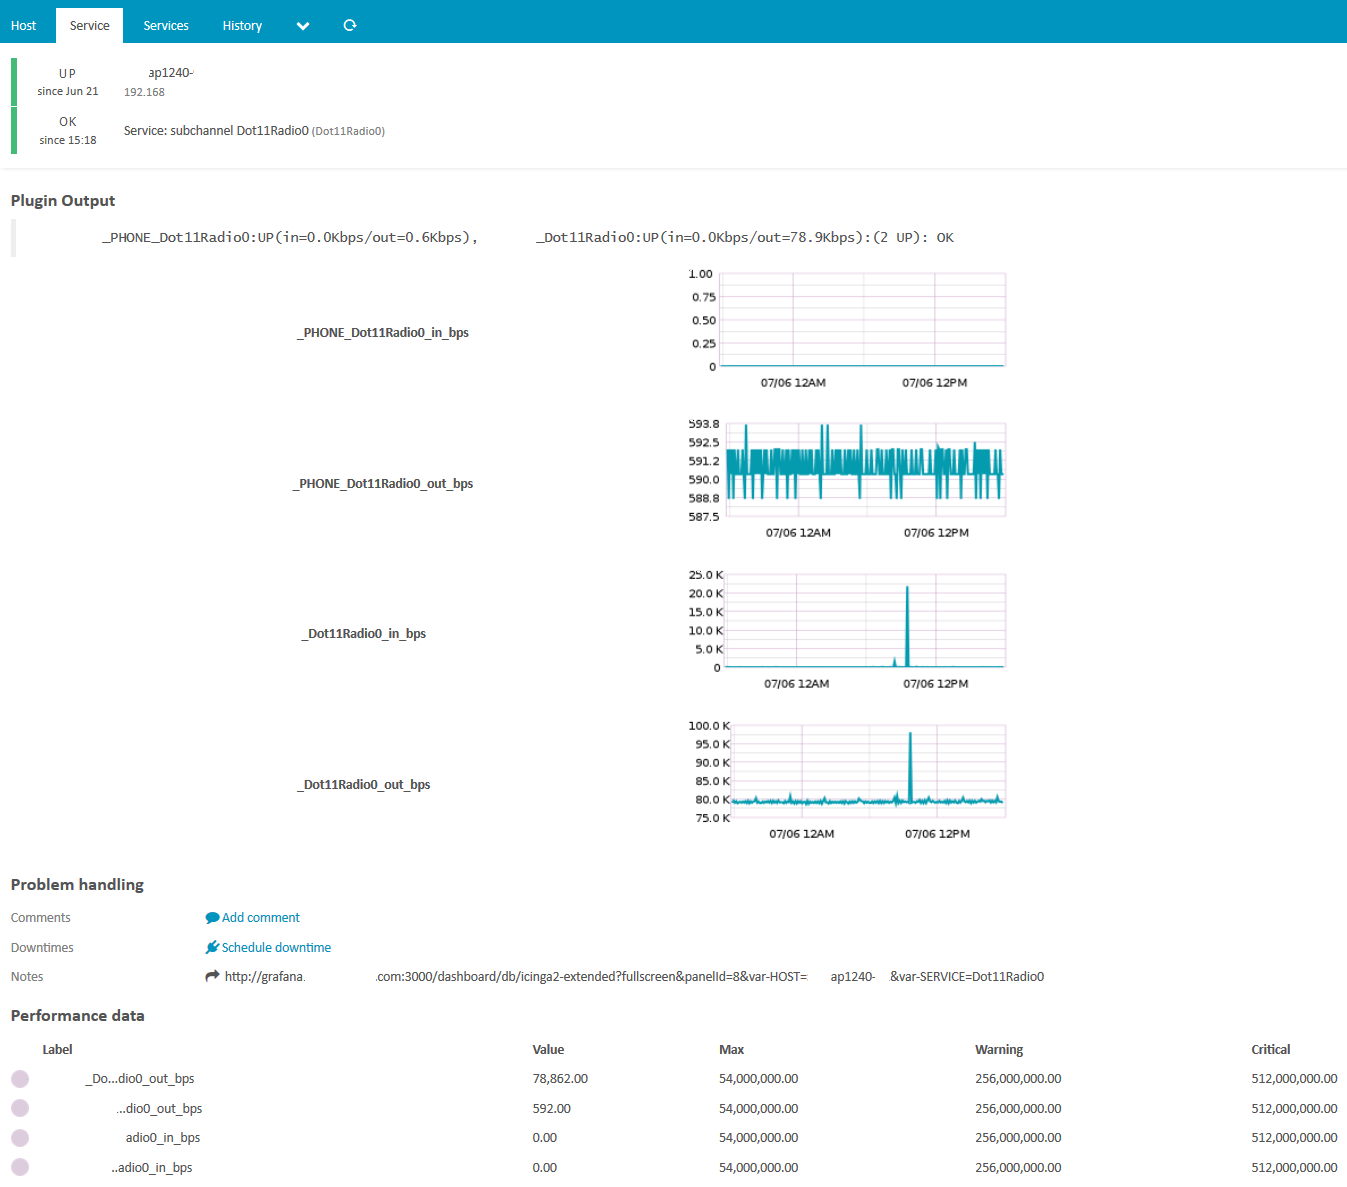 Host Service Services History
UP ap1240-
since Jun 21 192.168
OK
Service: subchannel Dot11Radio0 (Dot11Radio0)
since 15:18
Plugin Output
_PHONE_Dot11Radio0:UP(in=0.0Kbps/out=0.6Kbps), _Dot11Radio0:UP(in=0.0Kbps/out=78.9Kbps):(2 UP): OK
1.00
0.75
_PHONE_Dot11Radio0_in_bps
0.50
0.25
0
07/06 12AM 07/06 12PM
593.8
592.5
591.2
_PHONE_Dot11Radio0_out_bps
590.0
588.8
587.5
07/06 12AM 07/06 12PM
25.0 K
20.0 K
15.0 K
_Dot11Radio0_in_bps
10.0 K
5.0 K
0
07/06 12AM 07/06 12PM
100.0 K
95.0 K
90.0 K
_Dot11Radio0_out_bps
85.0 K
80.0 K
75.0 K
07/06 12AM 07/06 12PM
Problem handling
Comments Add comment
Downtimes Schedule downtime
Notes http://grafana. .com:3000/dashboard/db/icinga2-extended?fullscreen&panelId=8&var-HOST= ap1240- &var-SERVICE=Dot11Radio0
Performance data
Label Value Max Warning Critical
_Do...dio0_out_bps 78,862.00 54,000,000.00 256,000,000.00 512,000,000.00
...dio0_out_bps 592.00 54,000,000.00 256,000,000.00 512,000,000.00
adio0_in_bps 0.00 54,000,000.00 256,000,000.00 512,000,000.00
..adio0_in_bps 0.00 54,000,000.00 256,000,000.00 512,000,000.00